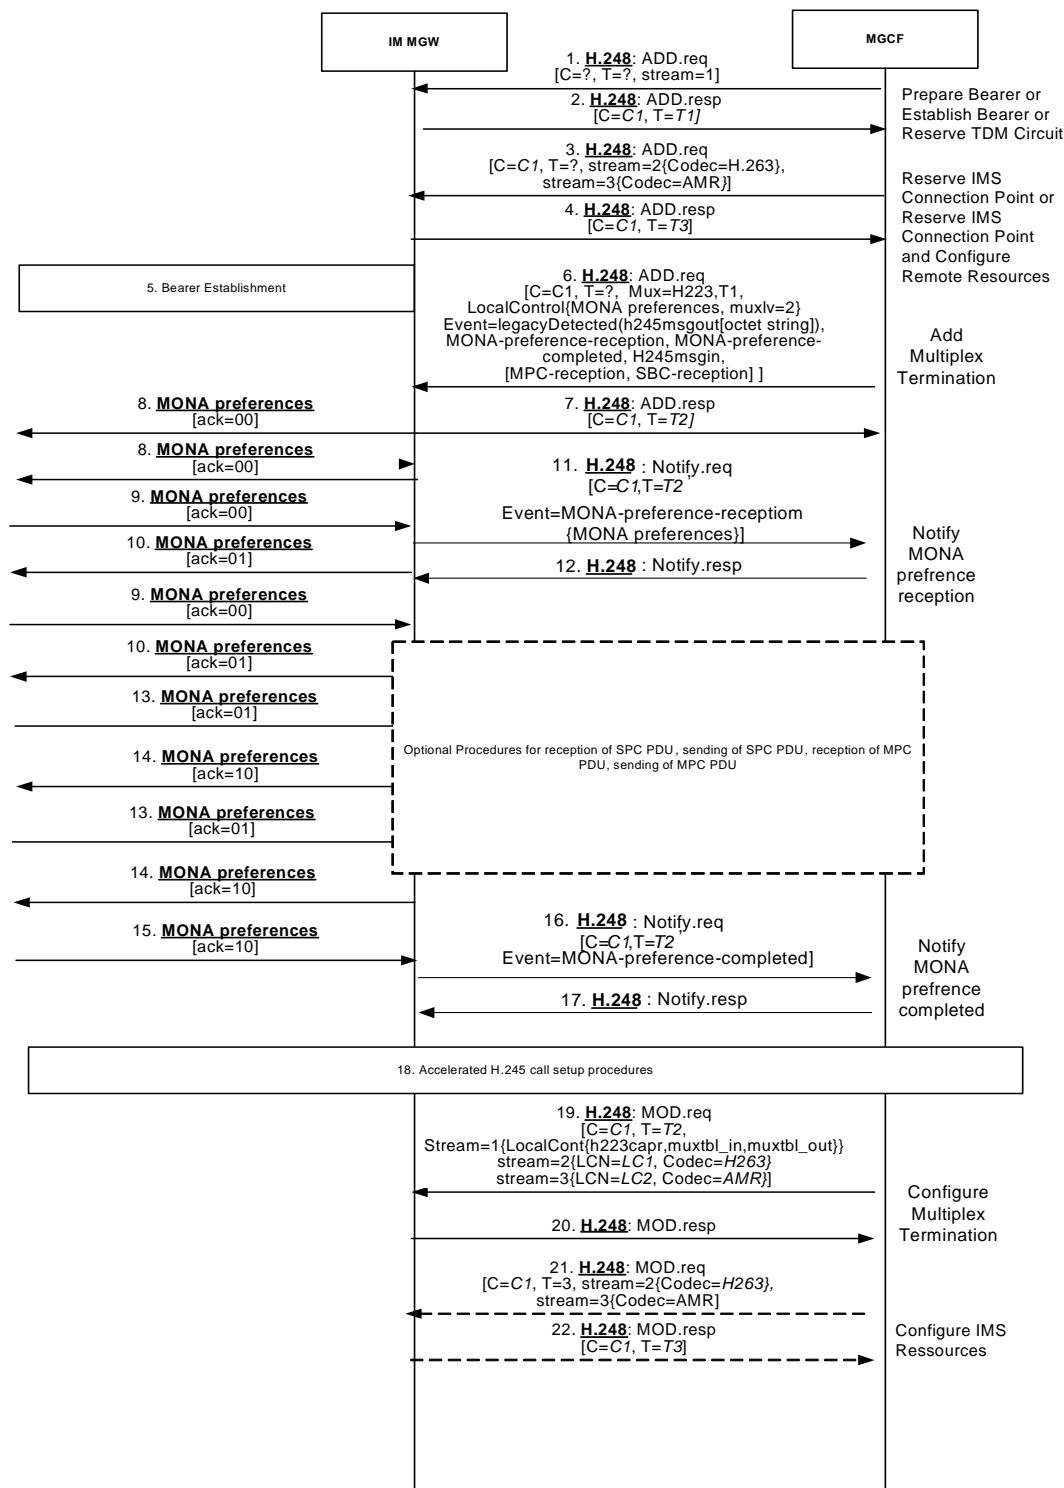 IM MGW
MGCF
1. H.248: ADD.req
[C=?, T=?, stream=1]
2. H.248: ADD.resp
[C=C1, T=T1]
Prepare Bearer or
Establish Bearer or
Reserve TDM Circuit
3. H.248: ADD.req
[C=C1, T=?, stream=2{Codec=H.263},
stream=3{Codec=AMR}]
4. H.248: ADD.resp
[C=C1, T=T3]
Reserve IMS
Connection Point or
Reserve IMS
Connection Point
and Configure
Remote Resources
5. Bearer Establishment
6. H.248: ADD.req
[C=C1, T=?, Mux=H223,T1,
LocalControl{MONA preferences, muxlv=2}
Event=legacyDetected(h245msgout[octet string]),
MONA-preference-reception, MONA-preference-
completed, H245msgin,
[MPC-reception, SBC-reception] ]
Add
Multiplex
Termination
8. MONA preferences
[ack=00]
7. H.248: ADD.resp
[C=C1, T=T2]
8. MONA preferences
[ack=00]
11. H.248 : Notify.req
[C=C1,T=T2 ,
Event=MONA-preference-receptiom
{MONA preferences}]
9. MONA preferences
[ack=00]
10. MONA preferences
[ack=01]
12. H.248 : Notify.resp
Notify
MONA
prefrence
reception
9. MONA preferences
[ack=00]
10. MONA preferences
[ack=01]
13. MONA preferences
[ack=01]
Optional Procedures for reception of SPC PDU, sending of SPC PDU, reception of MPC
PDU, sending of MPC PDU
14. MONA preferences
[ack=10]
13. MONA preferences
[ack=01]
14. MONA preferences
[ack=10]
15. MONA preferences
[ack=10]
16. H.248 : Notify.req
[C=C1,T=T2 ,
Event=MONA-preference-completed]
17. H.248 : Notify.resp
Notify
MONA
prefrence
completed
18. Accelerated H.245 call setup procedures
19. H.248: MOD.req
[C=C1, T=T2,
Stream=1{LocalCont{h223capr,muxtbl_in,muxtbl_out}}
stream=2{LCN=LC1, Codec=H263}
stream=3{LCN=LC2, Codec=AMR}]
20. H.248: MOD.resp
Configure
Multiplex
Termination
21. H.248: MOD.req
[C=C1, T=3, stream=2{Codec=H263},
stream=3{Codec=AMR]
22. H.248: MOD.resp
[C=C1, T=T3]
Configure IMS
Ressources